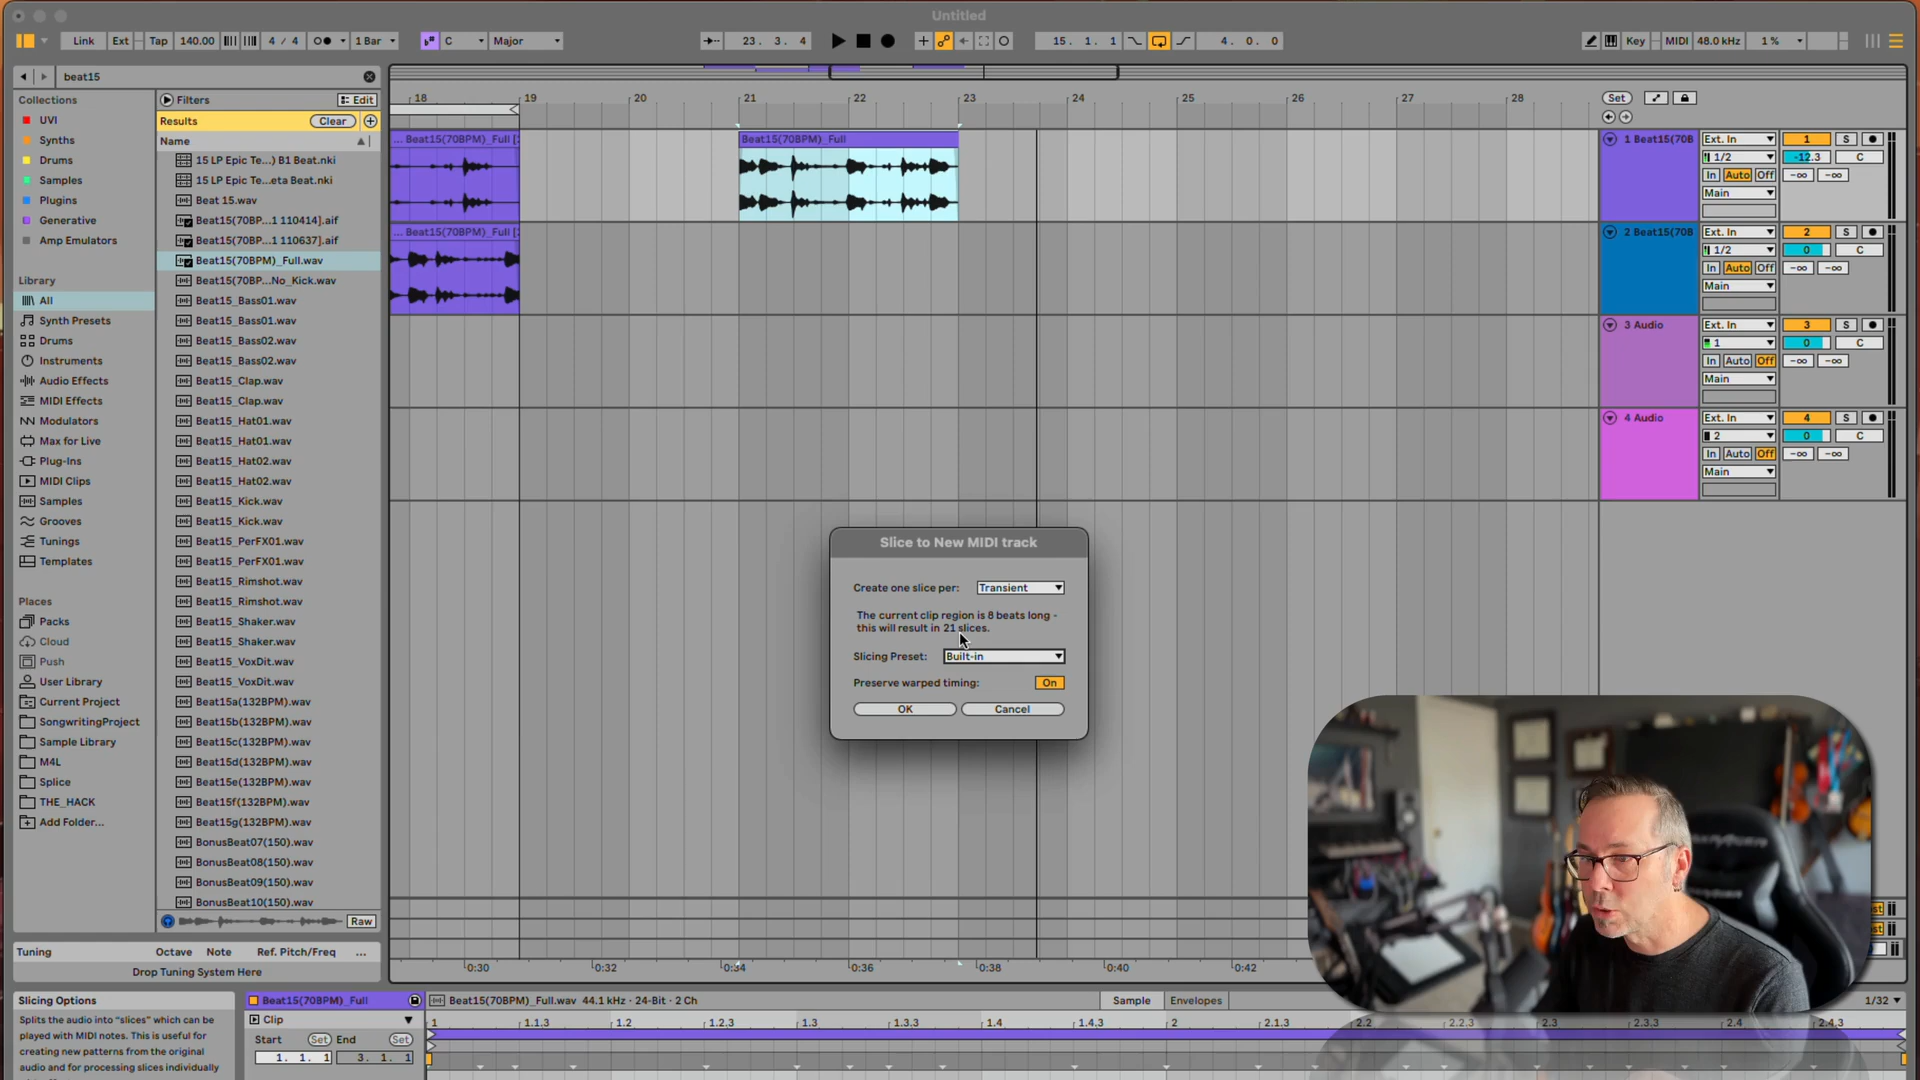 Untitled
Link Ext Tap 140.00 4 / 4 1 Bar C Major 23. 3. 4 15. 1. 1 4. 0. 0 Key MIDI 48.0 kHz 1 %
beat15
Collections
UVI
Synths
Drums
Samples
Plugins
Generative
Amp Emulators
Library
All
Synth Presets
Drums
Instruments
Audio Effects
MIDI Effects
Modulators
Max for Live
Plug-Ins
MIDI Clips
Samples
Grooves
Tunings
Templates
Places
Packs
Cloud
Push
User Library
Current Project
SongwritingProject
Sample Library
M4L
Splice
THE_HACK
Add Folder...
Filters Edit
Results Clear
Name
15 LP Epic Te...) B1 Beat.nki
15 LP Epic Te...eta Beat.nki
Beat 15.wav
Beat15(70BP...1 110414].aif
Beat15(70BP...1 110637].aif
Beat15(70BPM)_Full.wav
Beat15(70BP...No_Kick.wav
Beat15_Bass01.wav
Beat15_Bass01.wav
Beat15_Bass02.wav
Beat15_Bass02.wav
Beat15_Clap.wav
Beat15_Clap.wav
Beat15_Hat01.wav
Beat15_Hat01.wav
Beat15_Hat02.wav
Beat15_Hat02.wav
Beat15_Kick.wav
Beat15_Kick.wav
Beat15_PerFX01.wav
Beat15_PerFX01.wav
Beat15_Rimshot.wav
Beat15_Rimshot.wav
Beat15_Shaker.wav
Beat15_Shaker.wav
Beat15_VoxDit.wav
Beat15_VoxDit.wav
Beat15a(132BPM).wav
Beat15b(132BPM).wav
Beat15c(132BPM).wav
Beat15d(132BPM).wav
Beat15e(132BPM).wav
Beat15f(132BPM).wav
Beat15g(132BPM).wav
BonusBeat07(150).wav
BonusBeat08(150).wav
BonusBeat09(150).wav
BonusBeat10(150).wav
Raw
Tuning Octave Note Ref. Pitch/Freq ...
Drop Tuning System Here
18 19 20 21 22 23 24 25 26 27 28 Set
... Beat15(70BPM)_Full [ Beat15(70BPM)_Full
... Beat15(70BPM)_Full [
1 Beat15(70B Ext. In 1 S
1/2 -12.3 C
In Auto Off -∞ -∞
Main
2 Beat15(70B Ext. In 2 S
1/2 0 C
In Auto Off -∞ -∞
Main
3 Audio Ext. In 3 S
1 0 C
In Auto Off -∞ -∞
Main
4 Audio Ext. In 4 S
2 0 C
In Auto Off -∞ -∞
Main
Slice to New MIDI track
Create one slice per: Transient
The current clip region is 8 beats long -
this will result in 21 slices.
Slicing Preset: Built-in
Preserve warped timing: On
OK Cancel
0:30 0:32 0:34 0:36 0:38 0:40 0:42
Slicing Options
Splits the audio into “slices” which can be
played with MIDI notes. This is useful for
creating new patterns from the original
audio and for processing slices individually
Beat15(70BPM)_Full
Clip
Start Set End Set
1. 1. 1 3. 1. 1
Beat15(70BPM)_Full.wav 44.1 kHz · 24-Bit · 2 Ch Sample Envelopes 1/32
1 1.1.3 1.2 1.2.3 1.3 1.3.3 1.4 1.4.3 2 2.1.3 2.2 2.2.3 2.3 2.3.3 2.4 2.4.3